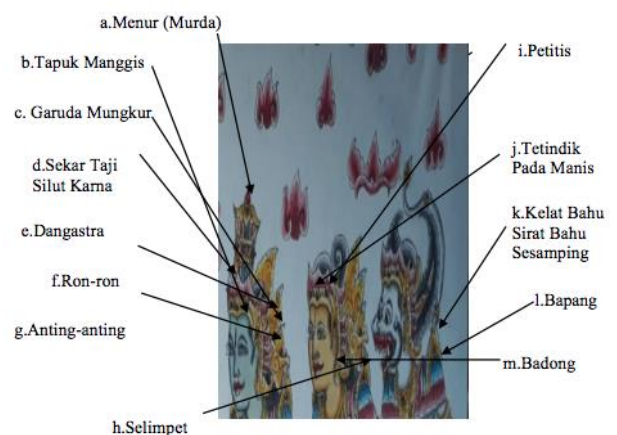 a.Menur (Murda)
b.Tapuk Manggis
c. Garuda Mungkur
d.Sekar Taji
Silut Karna
e.Dangastra
f.Ron-ron
g.Anting-anting
h.Selimpet
i.Petitis
j.Tetindik
Pada Manis
k.Kelat Bahu
Sirat Bahu
Sesamping
l.Bapang
m.Badong